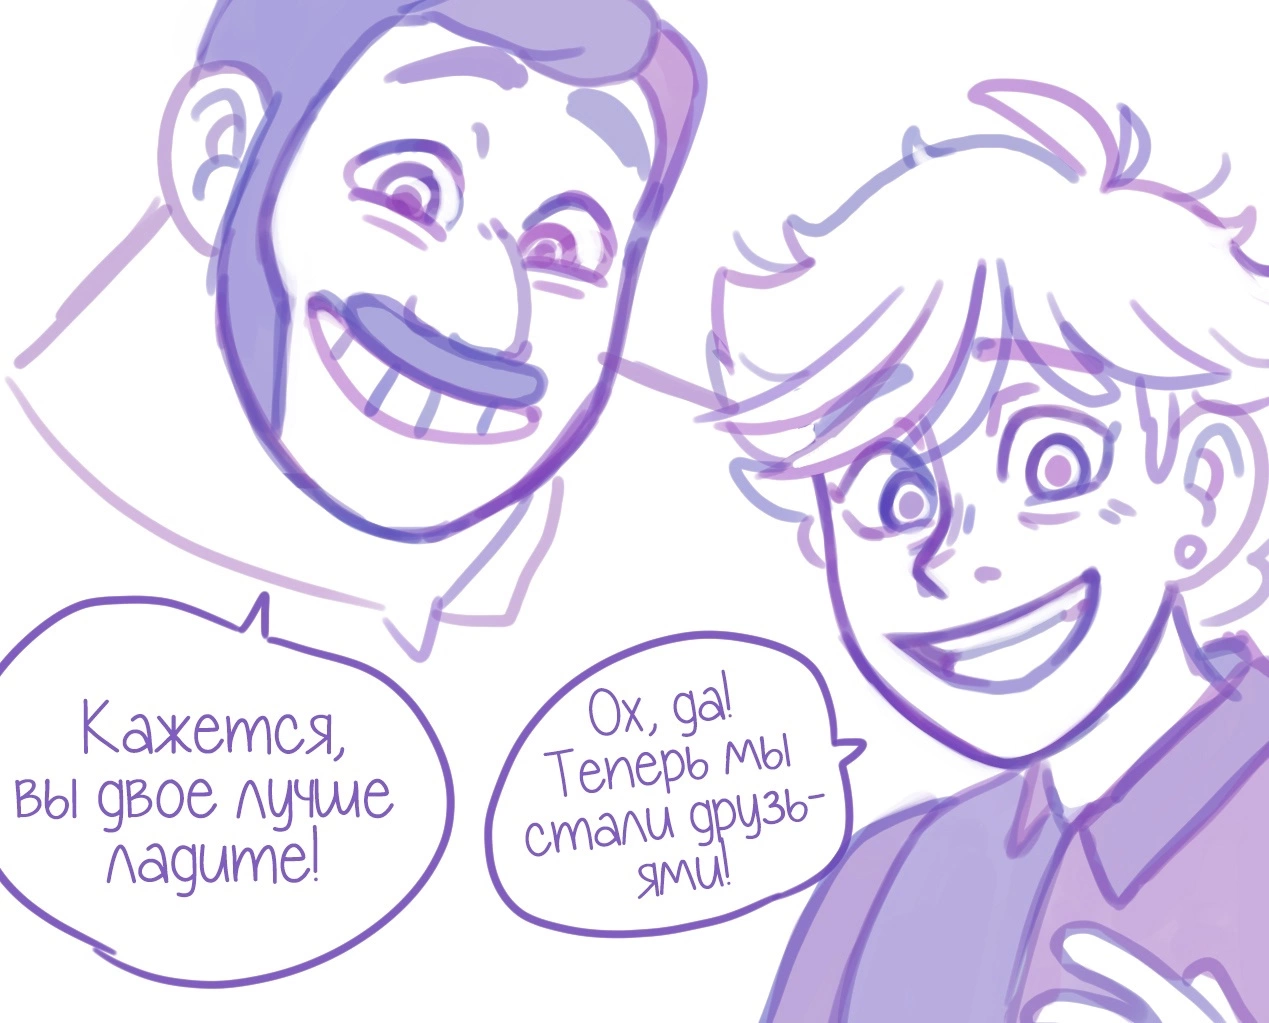 Кажется,
вы двое лучше
ладите!
Ох, да!
Теперь мы
стали друзь-
ями!